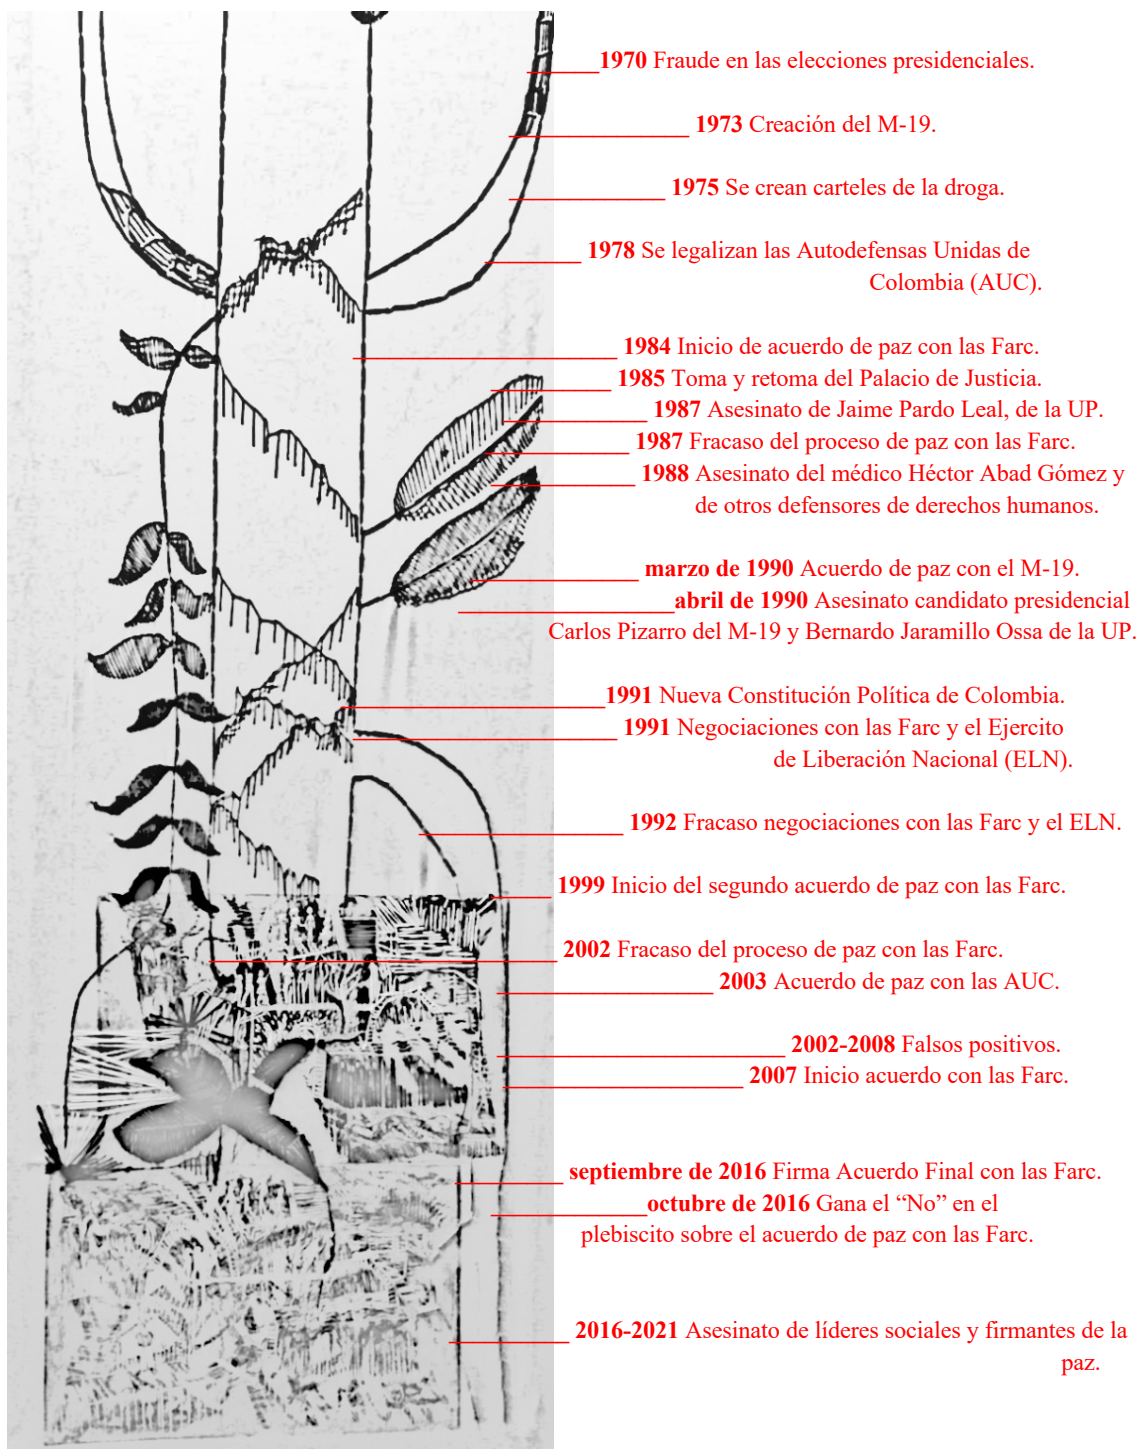 1970 Fraude en las elecciones presidenciales.
1973 Creación del M-19.
1975 Se crean carteles de la droga.
1978 Se legalizan las Autodefensas Unidas de
Colombia (AUC).
1984 Inicio de acuerdo de paz con las Farc.
1985 Toma y retoma del Palacio de Justicia.
1987 Asesinato de Jaime Pardo Leal, de la UP.
1987 Fracaso del proceso de paz con las Farc.
1988 Asesinato del médico Héctor Abad Gómez y
de otros defensores de derechos humanos.
marzo de 1990 Acuerdo de paz con el M-19.
abril de 1990 Asesinato candidato presidencial
Carlos Pizarro del M-19 y Bernardo Jaramillo Ossa de la UP.
1991 Nueva Constitución Política de Colombia.
1991 Negociaciones con las Farc y el Ejercito
de Liberación Nacional (ELN).
1992 Fracaso negociaciones con las Farc y el ELN.
1999 Inicio del segundo acuerdo de paz con las Farc.
2002 Fracaso del proceso de paz con las Farc.
2003 Acuerdo de paz con las AUC.
2002-2008 Falsos positivos.
2007 Inicio acuerdo con las Farc.
septiembre de 2016 Firma Acuerdo Final con las Farc.
octubre de 2016 Gana el “No” en el
plebiscito sobre el acuerdo de paz con las Farc.
2016-2021 Asesinato de líderes sociales y firmantes de la
paz.